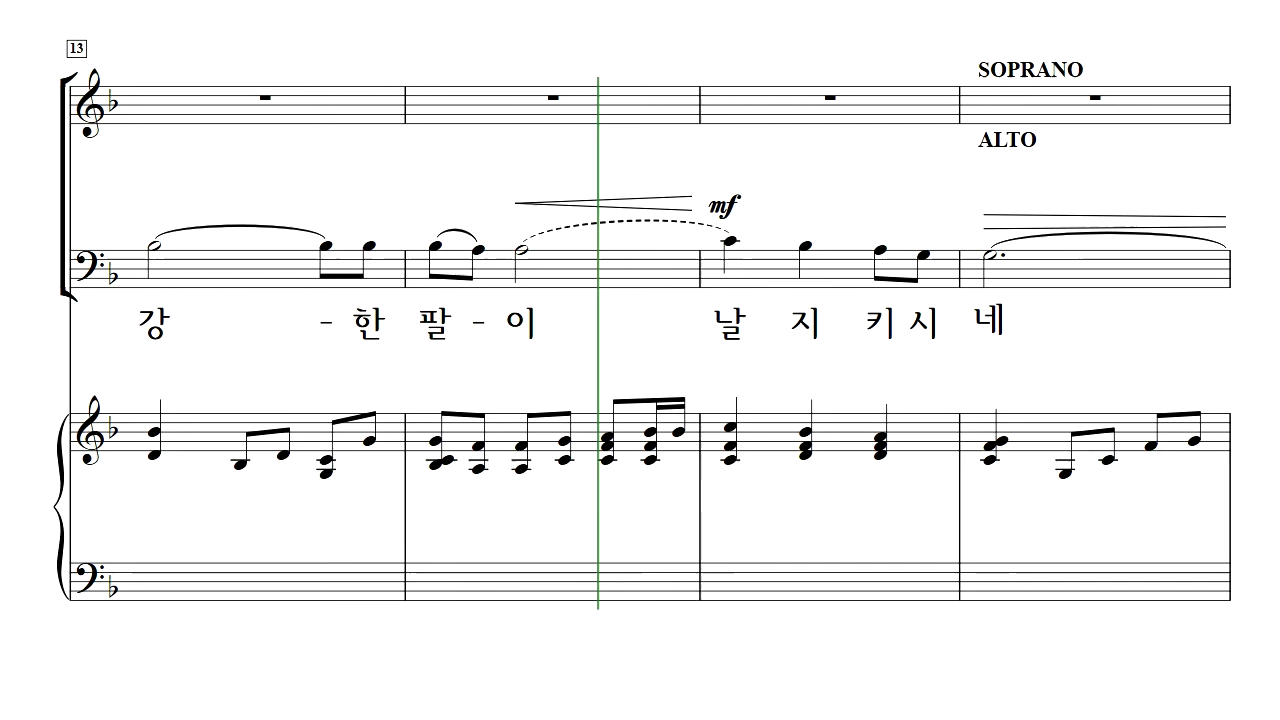 13
SOPRANO
ALTO
mf
강 - 한 팔 - 이 날 지 키 시 네